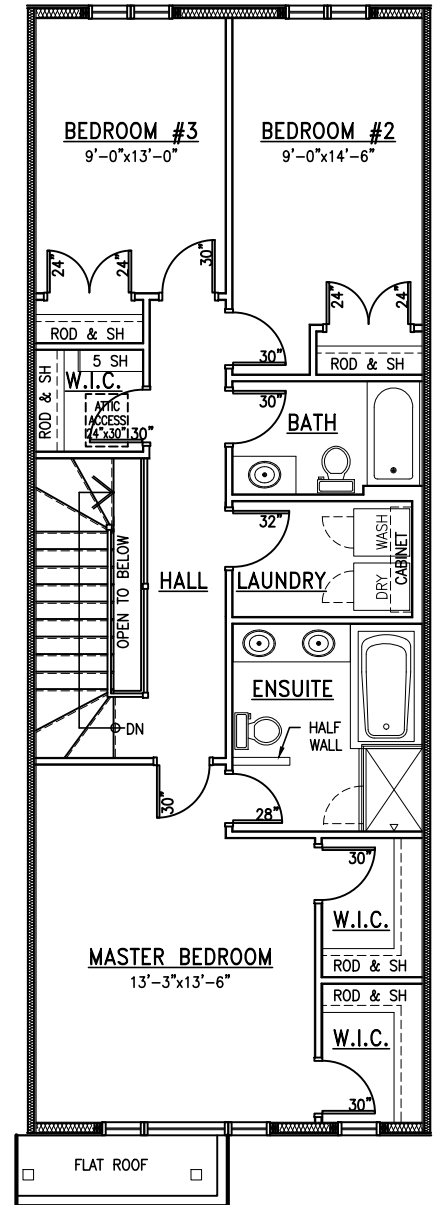 BEDROOM #3
9'-0"x13'-0"
BEDROOM #2
9'-0"x14'-6"
24"
24"
30"
24"
24"
ROD & SH
30"
ROD & SH
5 SH
W.I.C.
ROD & SH
ATTIC
ACCESS
24"x30"
30"
30"
BATH
32"
WASH
DRY
CABINET
OPEN TO BELOW
HALL
LAUNDRY
ENSUITE
HALF
WALL
DN
30"
28"
30"
W.I.C.
ROD & SH
MASTER BEDROOM
13'-3"x13'-6"
ROD & SH
W.I.C.
30"
FLAT ROOF